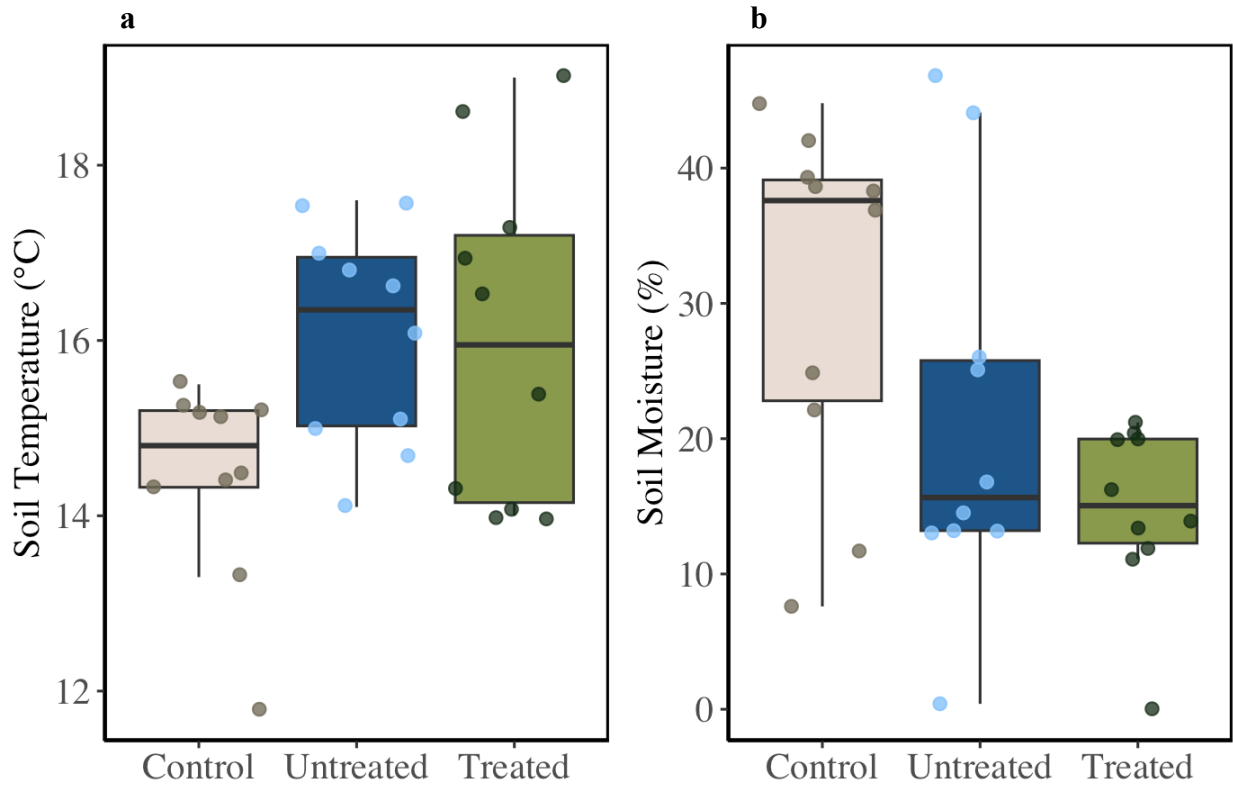 a
Soil Temperature (°C)
18
16
14
12
Control Untreated Treated
b
Soil Moisture (%)
40
30
20
10
0
Control Untreated Treated